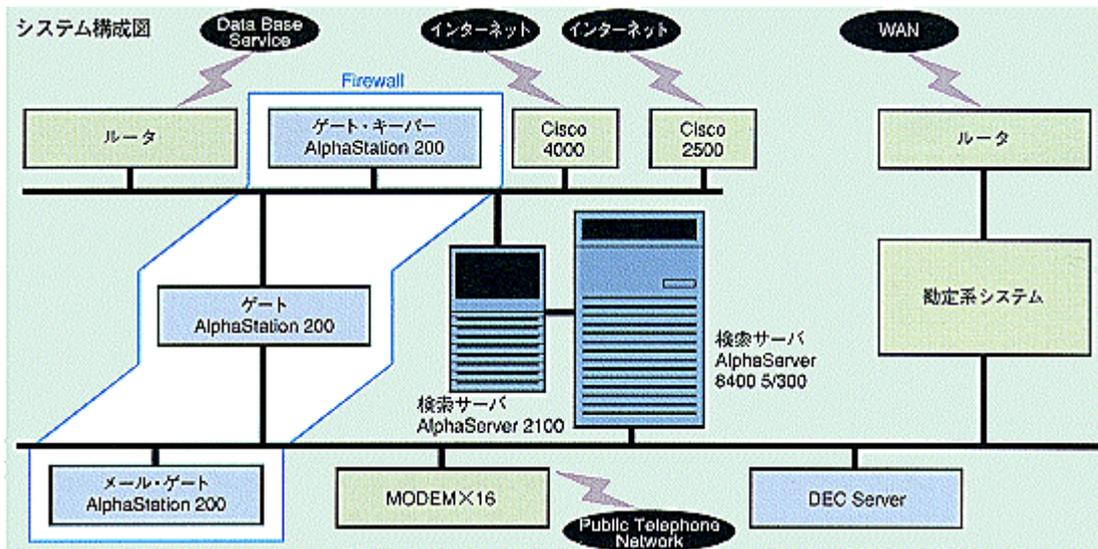 システム構成図
Data Base
Service
インターネット
インターネット
WAN
Firewall
ルータ
ゲート・キーパー
AlphaStation 200
Cisco
4000
Cisco
2500
ルータ
ゲート
AlphaStation 200
勘定系システム
検索サーバ
AlphaServer
8400 5/300
検索サーバ
AlphaServer 2100
メール・ゲート
AlphaStation 200
MODEM×16
DEC Server
Public Telephone
Network